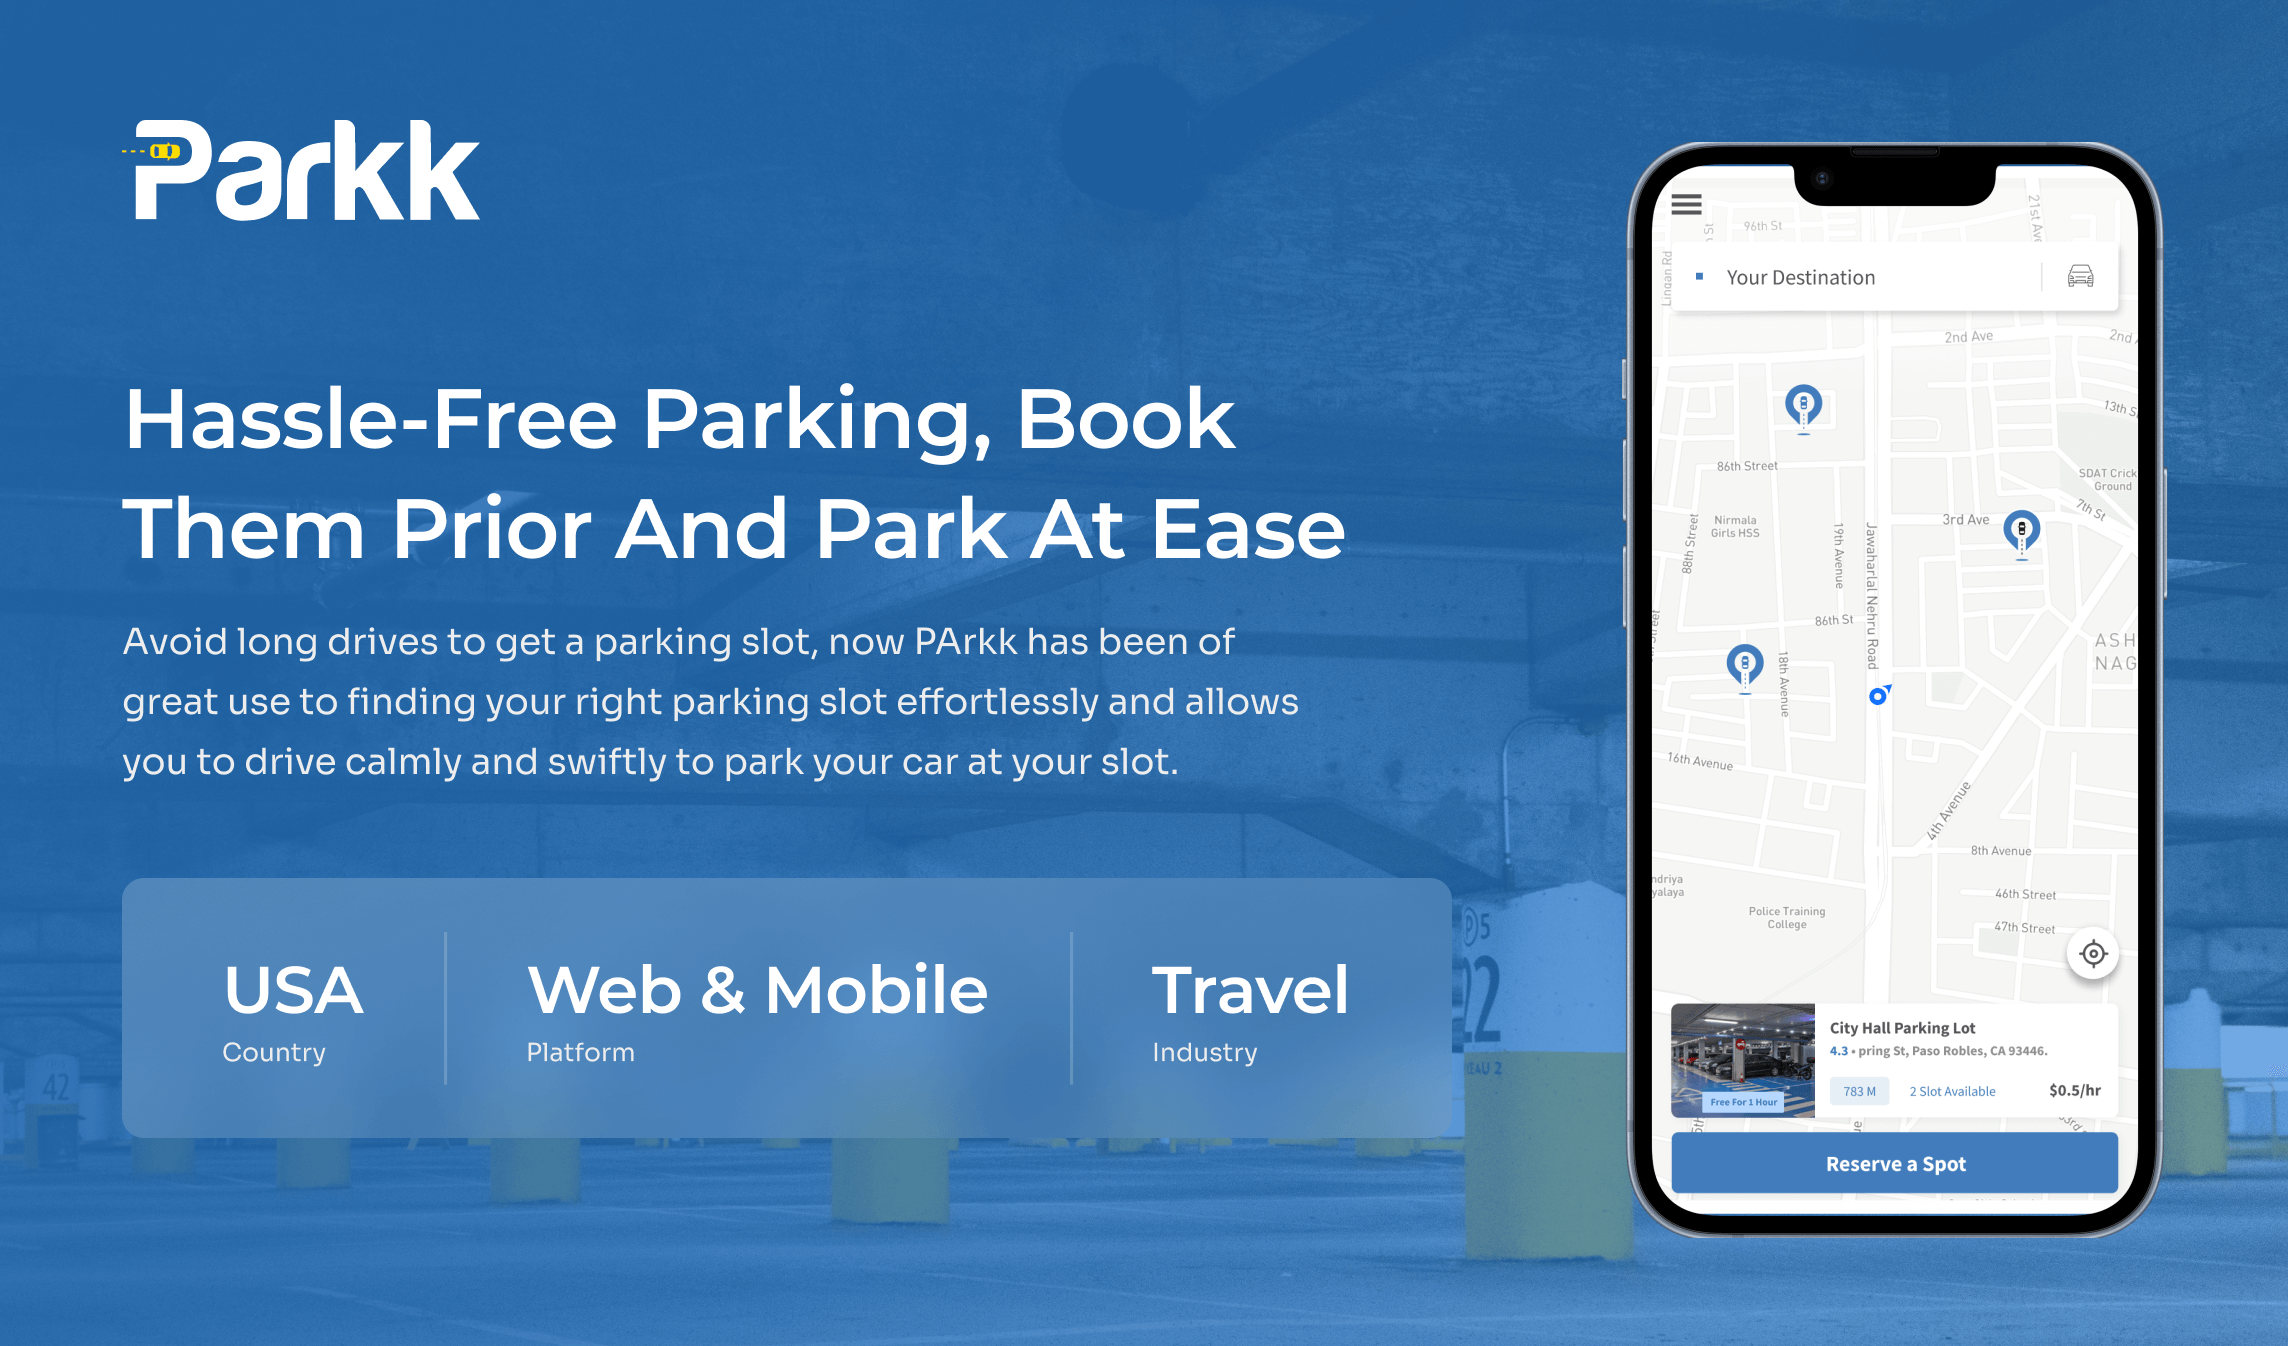 Parkk
Hassle-Free Parking, Book
Them Prior And Park At Ease
Avoid long drives to get a parking slot, now PArkk has been of
great use to finding your right parking slot effortlessly and allows
you to drive calmly and swiftly to park your car at your slot.
USA
Country
Web & Mobile
Platform
Travel
Industry
P5
22
42
96th St
21st Ave
Your Destination
2nd Ave
2nd
13th S
86th Street
SDAT Crick
Ground
7th St
Nirmala
Girls HSS
88th Street
19th Avenue
Jawaharlal Nehru Road
3rd Ave
86th St
18th Avenue
ASH
NAG
16th Avenue
4th Avenue
8th Avenue
46th Street
47th Street
ndriya
yalaya
Police Training
College
City Hall Parking Lot
4.3 • pring St, Paso Robles, CA 93446.
783 M
2 Slot Available
$0.5/hr
Free For 1 Hour
Reserve a Spot